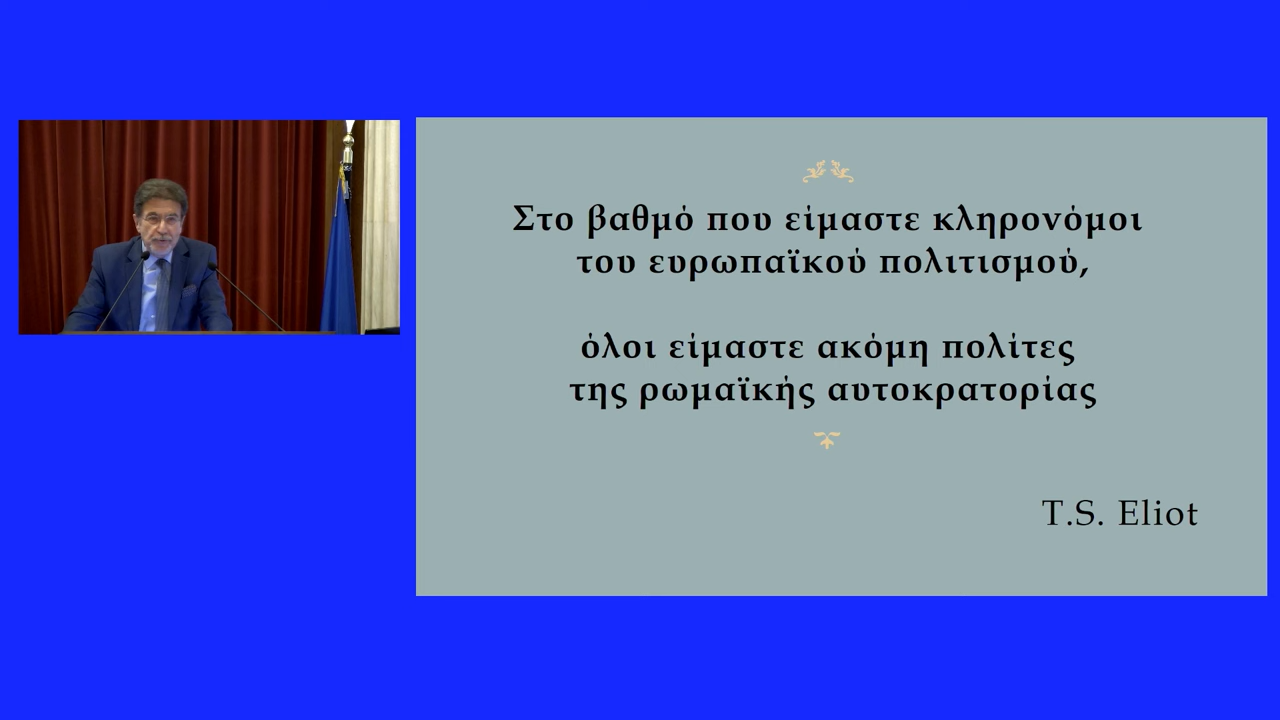 Στο βαθμό που είμαστε κληρονόμοι
του ευρωπαϊκού πολιτισμού,
όλοι είμαστε ακόμη πολίτες
της ρωμαϊκής αυτοκρατορίας
T.S. Eliot